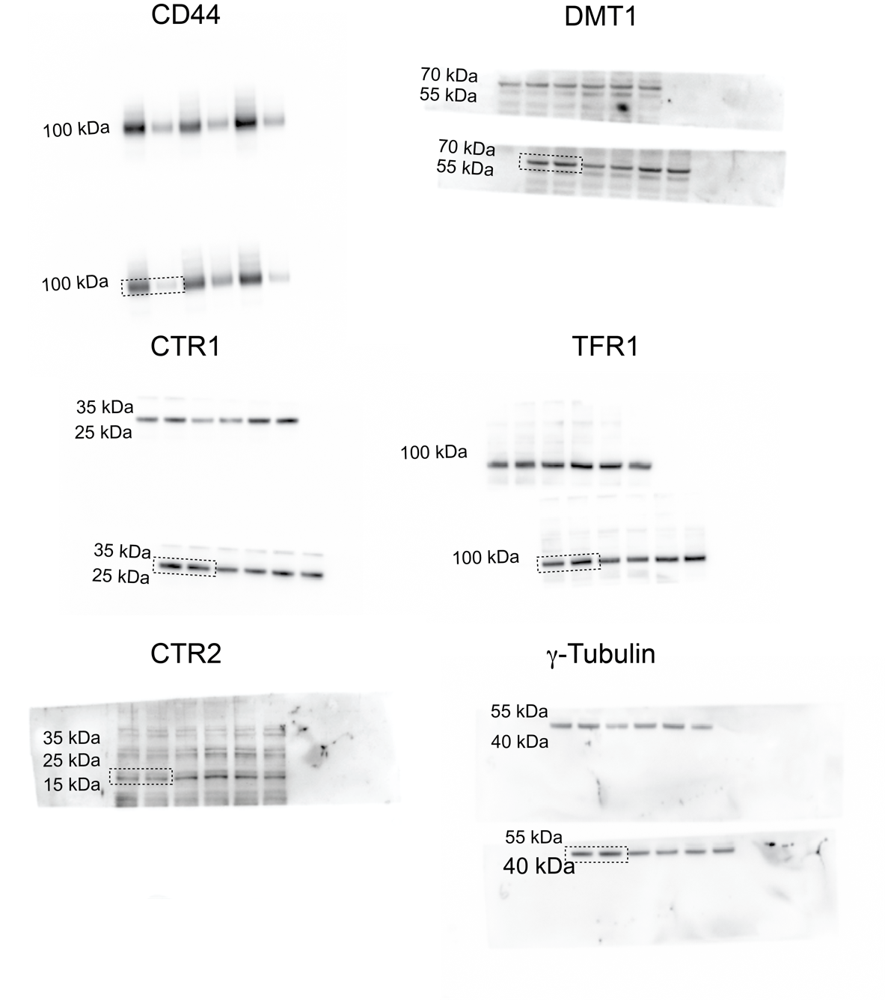 CD44
100 kDa
100 kDa
DMT1
70 kDa
55 kDa
70 kDa
55 kDa
CTR1
35 kDa
25 kDa
35 kDa
25 kDa
TFR1
100 kDa
100 kDa
CTR2
35 kDa
25 kDa
15 kDa
γ-Tubulin
55 kDa
40 kDa
55 kDa
40 kDa